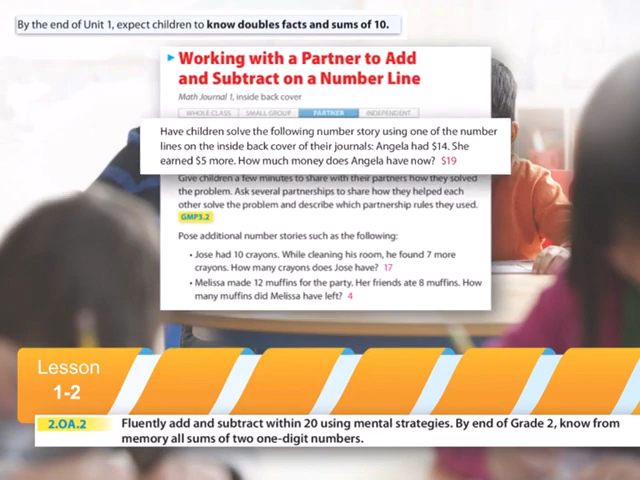 By the end of Unit 1, expect children to know doubles facts and sums of 10.
Working with a Partner to Add
and Subtract on a Number Line
Math Journal 1, inside back cover
WHOLE CLASS SMALL GROUP PARTNER INDEPENDENT
Have children solve the following number story using one of the number
lines on the inside back cover of their journals: Angela had $14. She
earned $5 more. How much money does Angela have now? $19
Give children a few minutes to share with their partners how they solved
the problem. Ask several partnerships to share how they helped each
other solve the problem and describe which partnership rules they used.
GMP3.2
Pose additional number stories such as the following:
• Jose had 10 crayons. While cleaning his room, he found 7 more
crayons. How many crayons does Jose have? 17
• Melissa made 12 muffins for the party. Her friends ate 8 muffins. How
many muffins did Melissa have left? 4
Lesson
1-2
2.OA.2 Fluently add and subtract within 20 using mental strategies. By end of Grade 2, know from
memory all sums of two one-digit numbers.